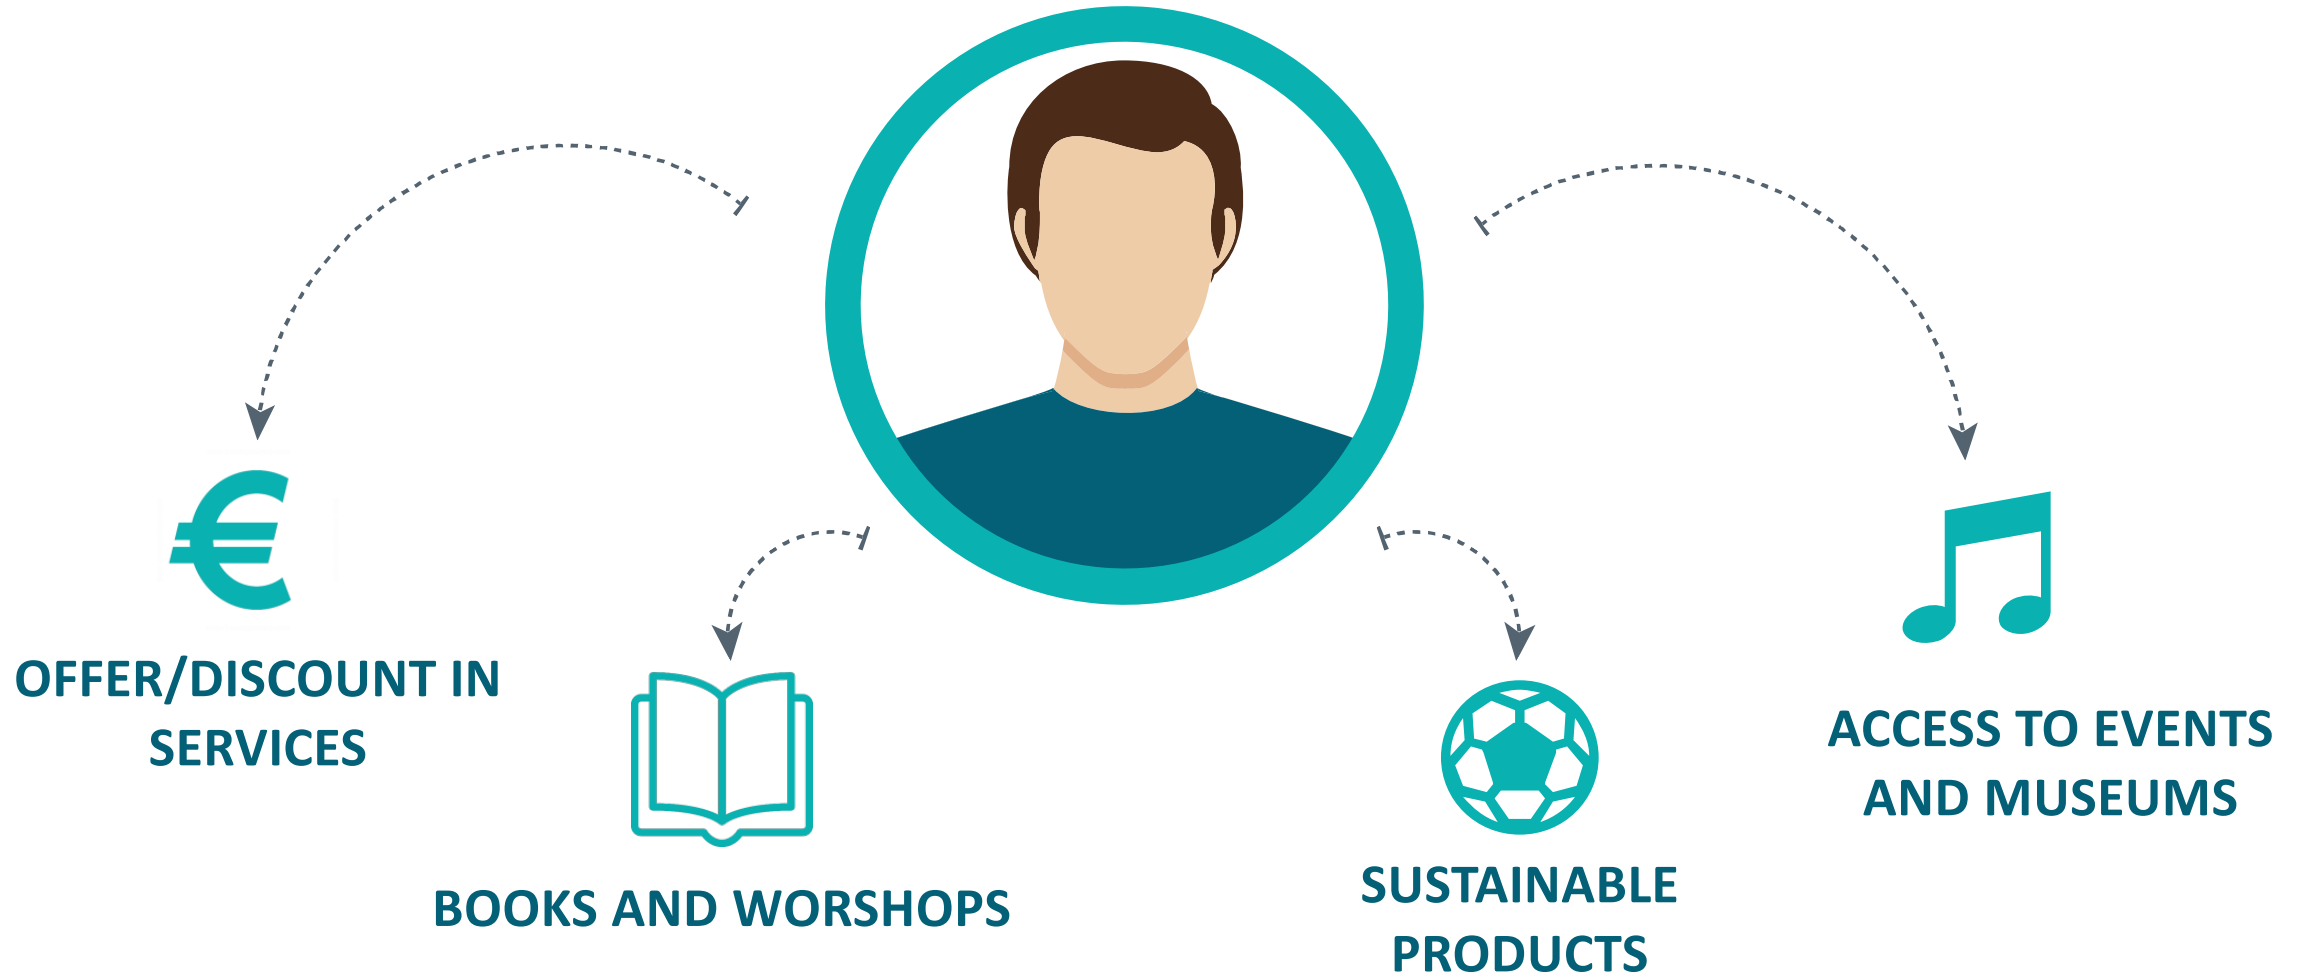 OFFER/DISCOUNT IN
SERVICES
BOOKS AND WORSHOPS
SUSTAINABLE
PRODUCTS
ACCESS TO EVENTS
AND MUSEUMS